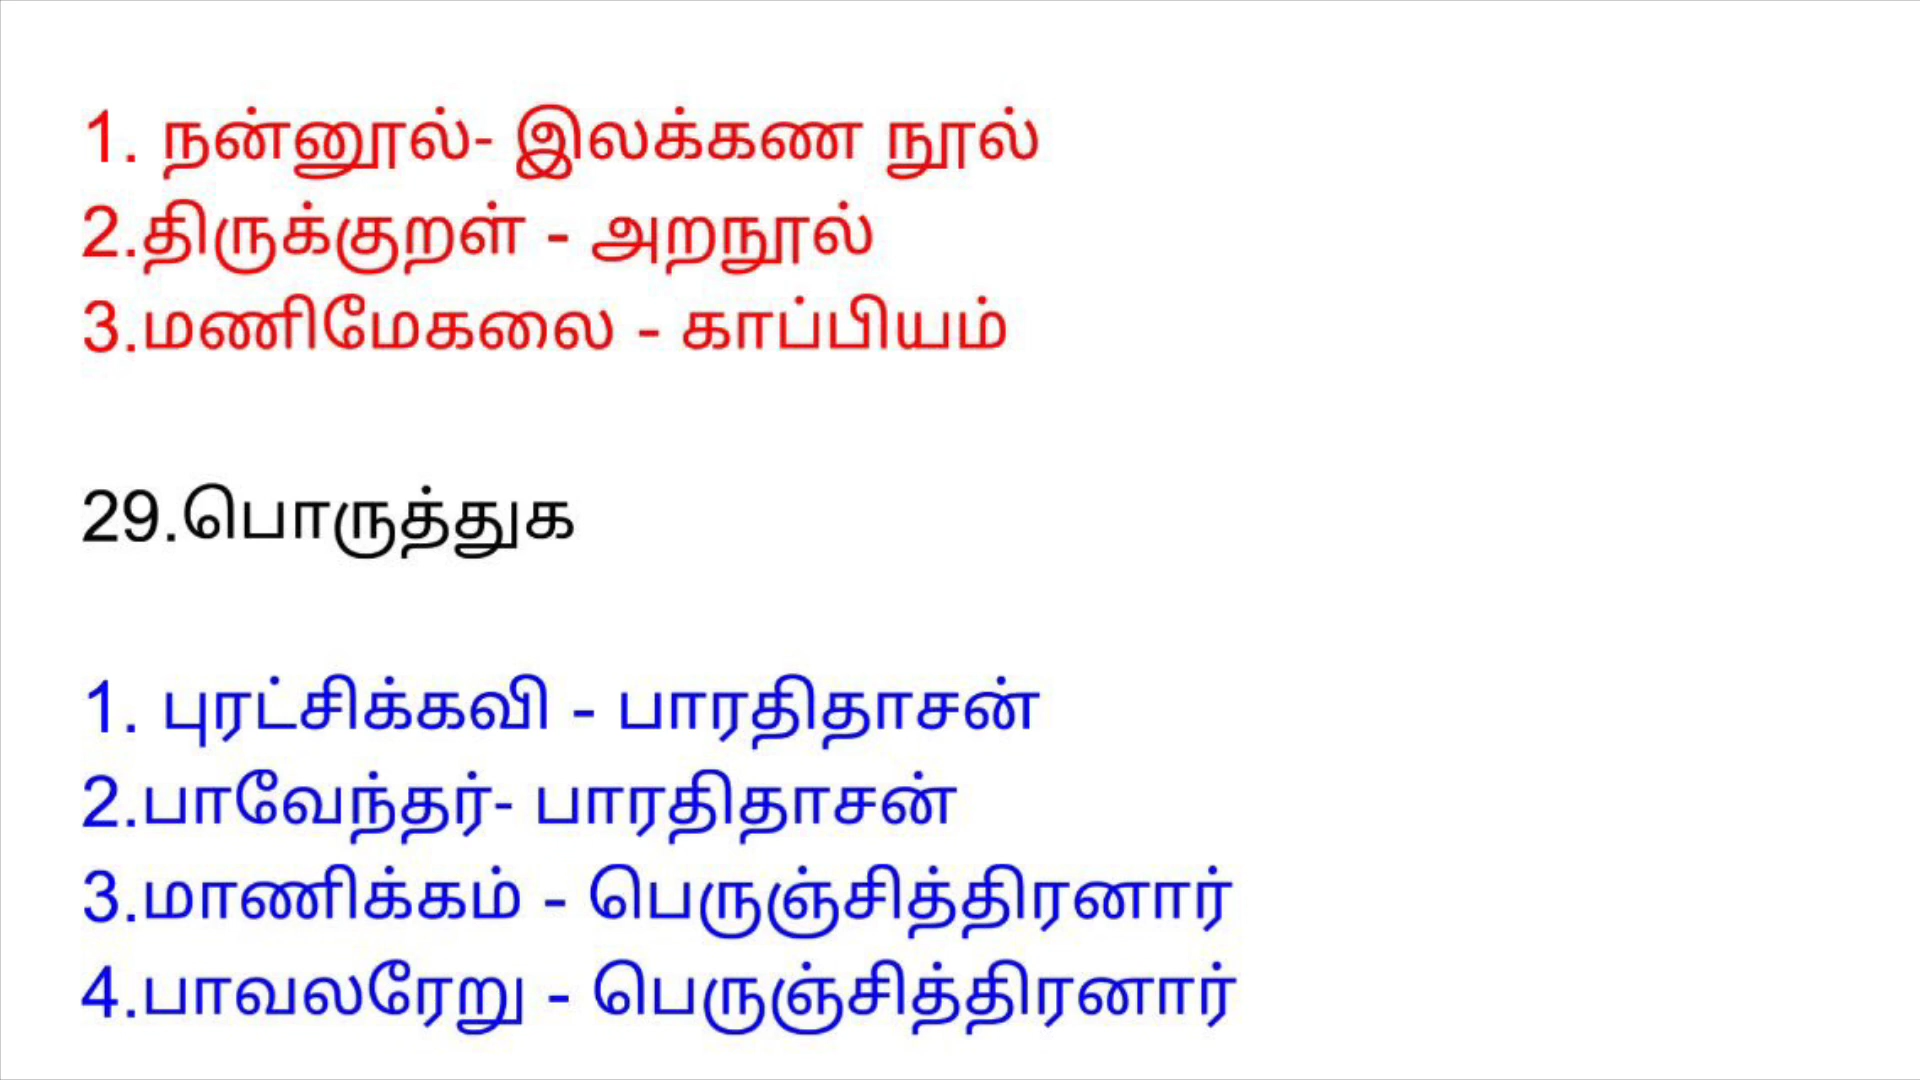 1. நன்னூல்- இலக்கண நூல்
2.திருக்குறள் - அறநூல்
3.மணிமேகலை - காப்பியம்
29.பொருத்துக
1. புரட்சிக்கவி - பாரதிதாசன்
2.பாவேந்தர்- பாரதிதாசன்
3.மாணிக்கம் - பெருஞ்சித்திரனார்
4.பாவலரேறு - பெருஞ்சித்திரனார்